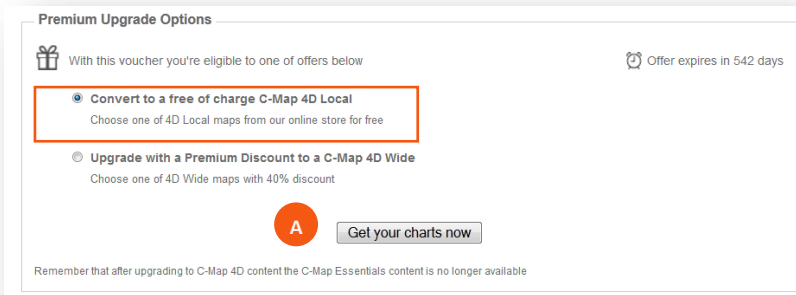 Premium Upgrade Options
With this voucher you're eligible to one of offers below
Offer expires in 542 days
Convert to a free of charge C-Map 4D Local
Choose one of 4D Local maps from our online store for free
Upgrade with a Premium Discount to a C-Map 4D Wide
Choose one of 4D Wide maps with 40% discount
A
Get your charts now
Remember that after upgrading to C-Map 4D content the C-Map Essentials content is no longer available